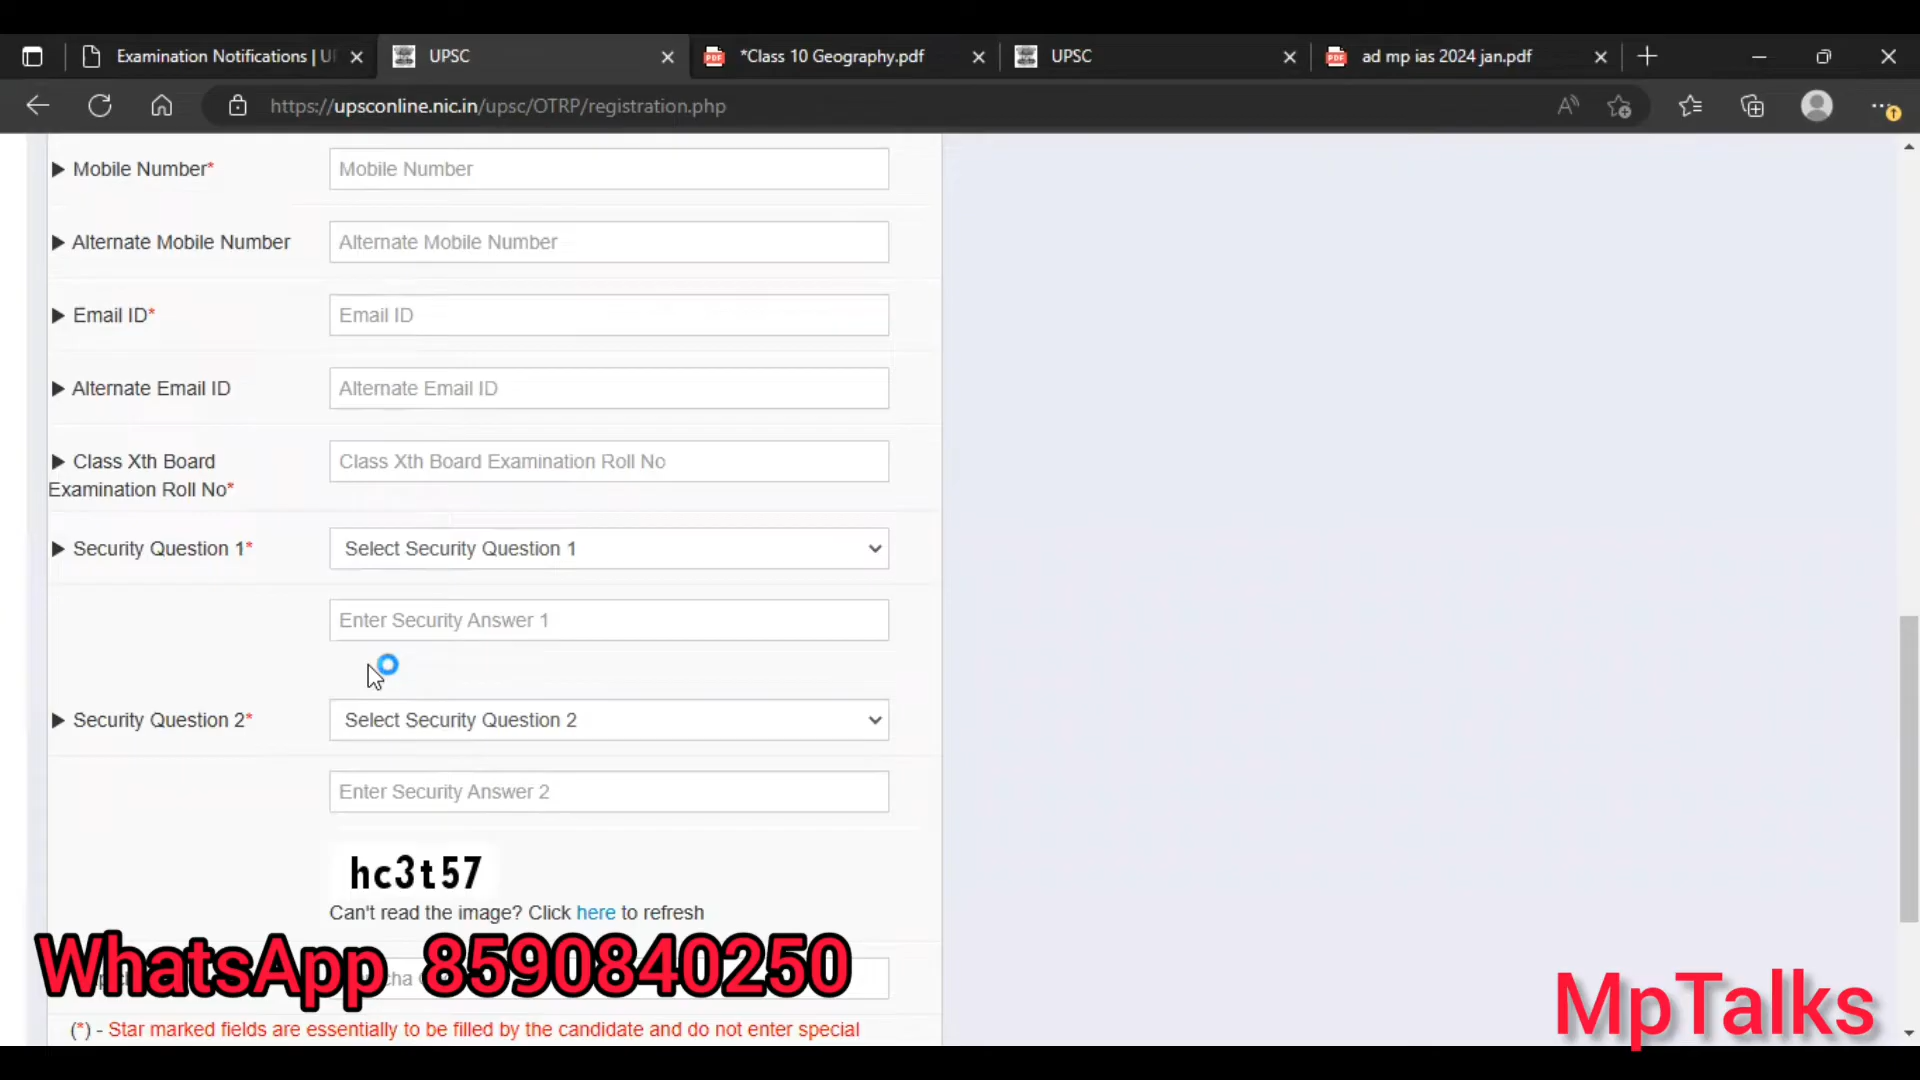 Examination Notifications | U
UPSC
*Class 10 Geography.pdf
UPSC
ad mp ias 2024 jan.pdf
https://upsconline.nic.in/upsc/OTRP/registration.php
Mobile Number*
Mobile Number
Alternate Mobile Number
Alternate Mobile Number
Email ID*
Email ID
Alternate Email ID
Alternate Email ID
Class Xth Board
Examination Roll No*
Class Xth Board Examination Roll No
Security Question 1*
Select Security Question 1
Enter Security Answer 1
Security Question 2*
Select Security Question 2
Enter Security Answer 2
hc3t57
Can't read the image? Click here to refresh
WhatsApp 8590840250
MpTalks
(*) - Star marked fields are essentially to be filled by the candidate and do not enter special